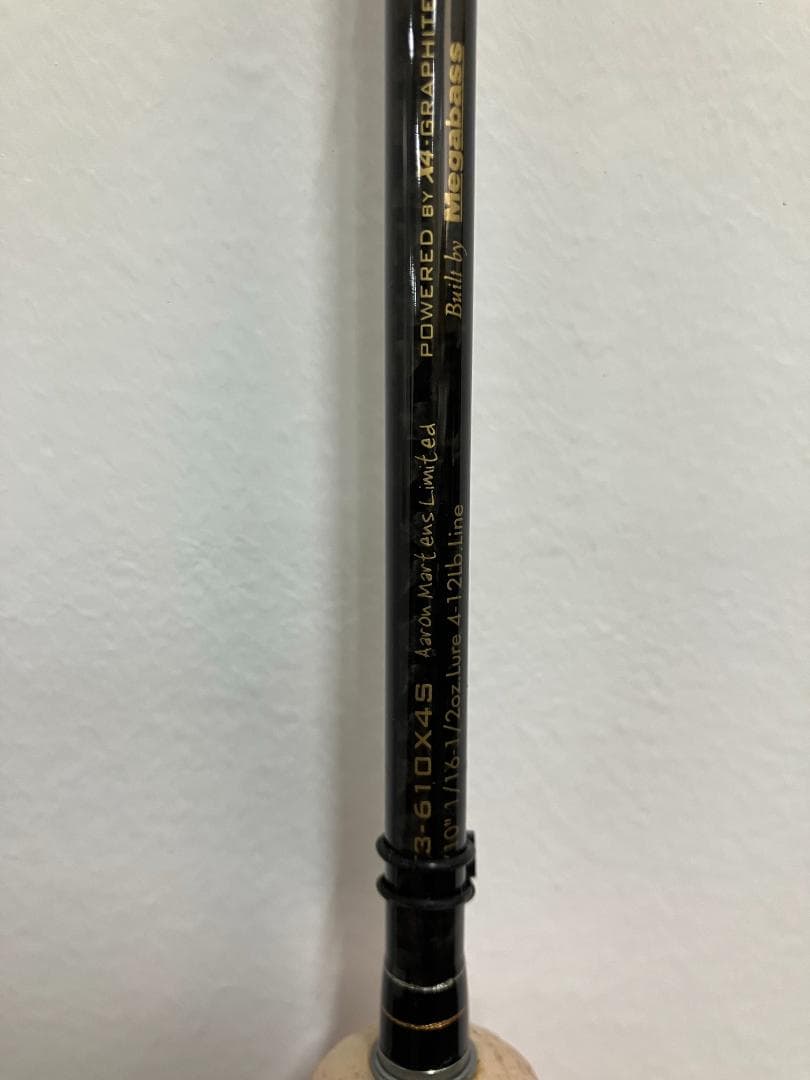 3-610X4S Aaron Martens Limited POWERED BY X4·GRAPHITE
10" 1/16-1/2oz.Lure 4-12Lb.Line Built by Megabass